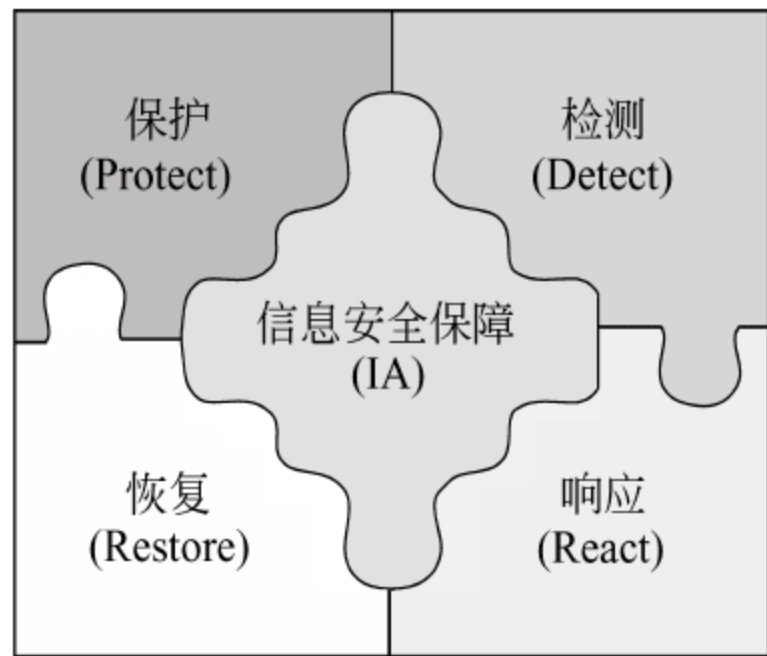 保护
(Protect)
检测
(Detect)
信息安全保障
(IA)
恢复
(Restore)
响应
(React)